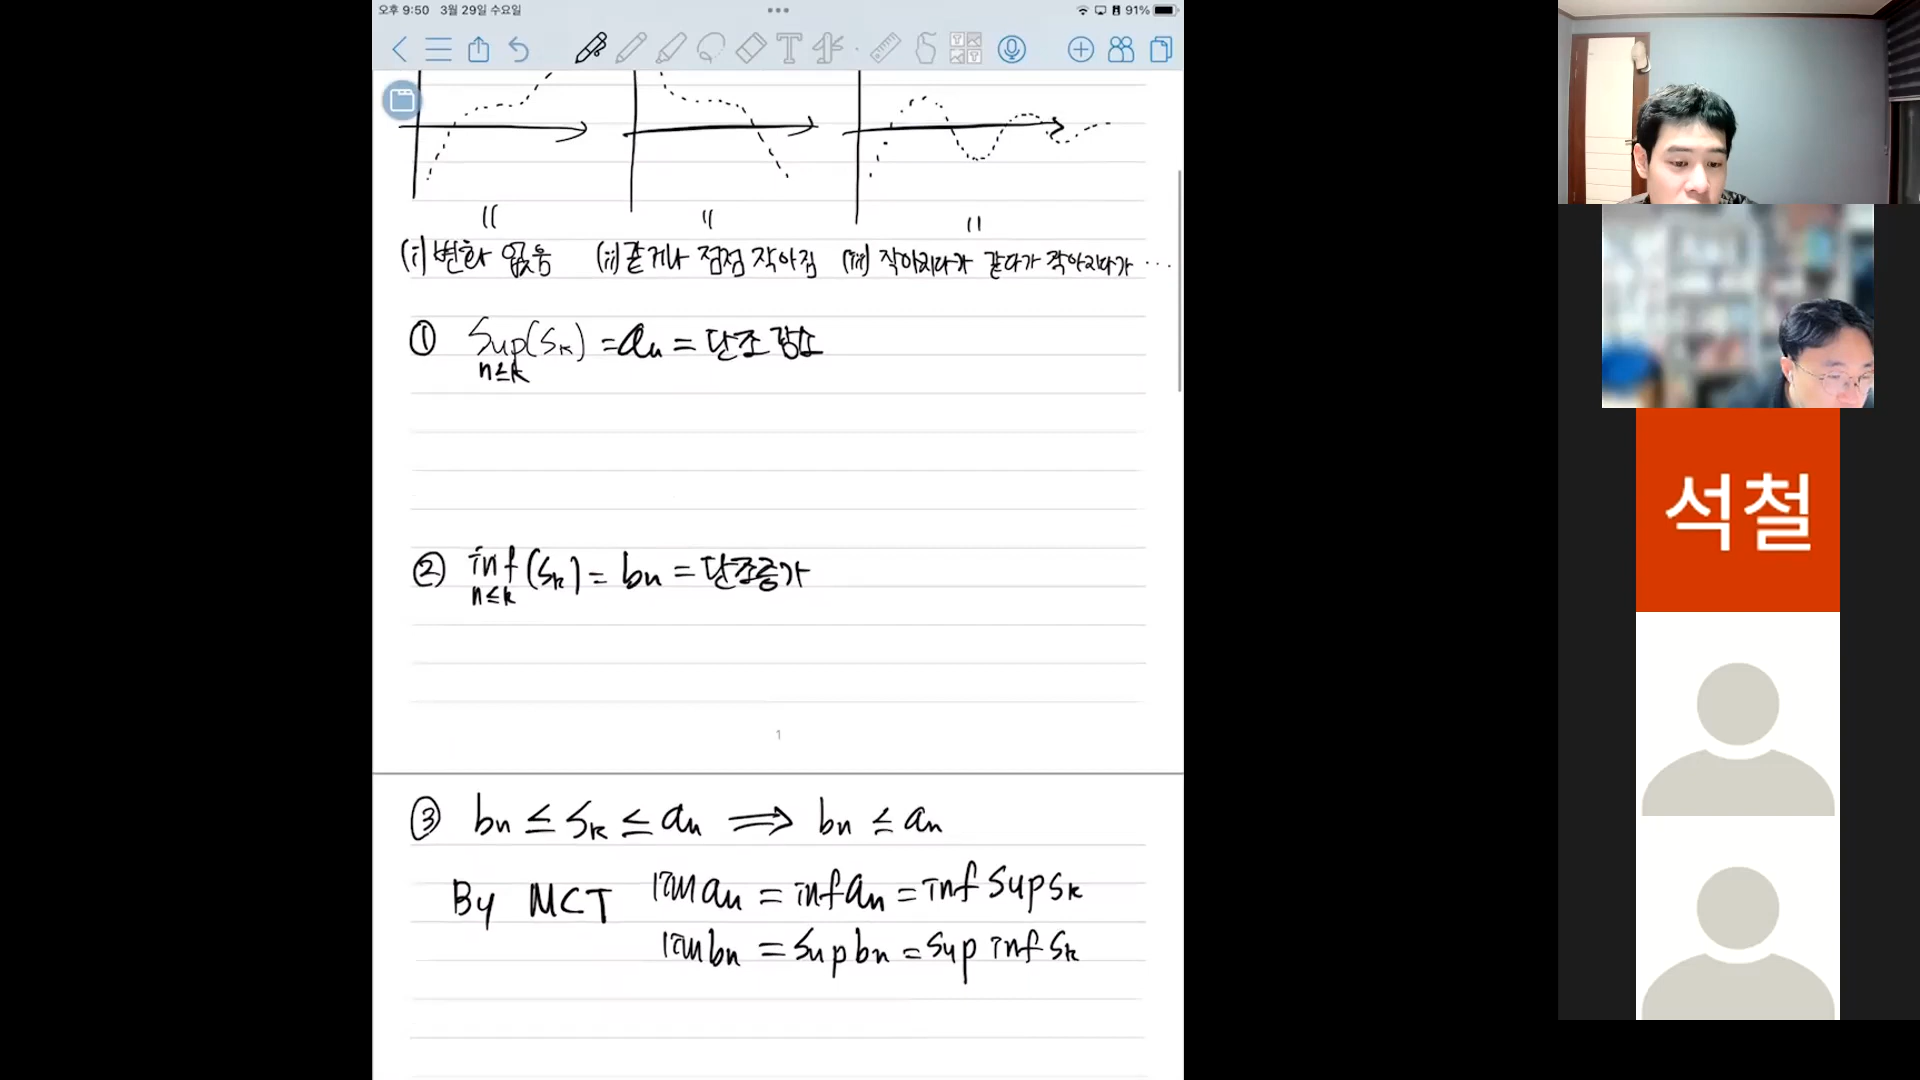 오후 9:50 3월 29일 수요일
91%
(i) 변화 없음 (ii) 같거나 점점 작아짐 (iii) 작아지다가 같다가 작아지다가 ...
① Sup(Sk) = an = 단조감소
n≤k
② inf(Sk) = bn = 단조증가
n≤k
1
③ bn ≤ Sk ≤ an ⟹ bn ≤ an
By MCT lim an = inf an = inf sup Sk
lim bn = sup bn = sup inf Sk
석철